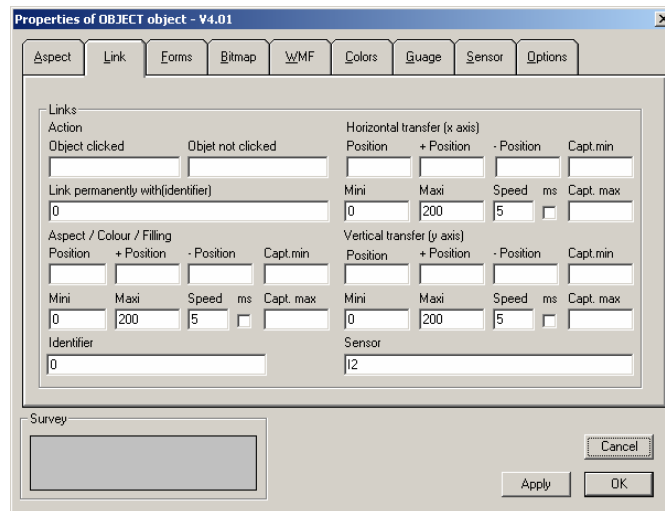 Properties of OBJECT object - V4.01
Aspect Link Forms Bitmap WMF Colors Guage Sensor Options
Links
Action
Object clicked Objet not clicked
Link permanently with(identifier)
0
Horizontal transfer (x axis)
Position + Position - Position Capt.min
Mini Maxi Speed ms Capt. max
0 200 5
Aspect / Colour / Filling
Position + Position - Position Capt.min
Mini Maxi Speed ms Capt. max
0 200 5
Vertical transfer (y axis)
Position + Position - Position Capt.min
Mini Maxi Speed ms Capt. max
0 200 5
Identifier
0
Sensor
I2
Survey
Cancel
Apply OK